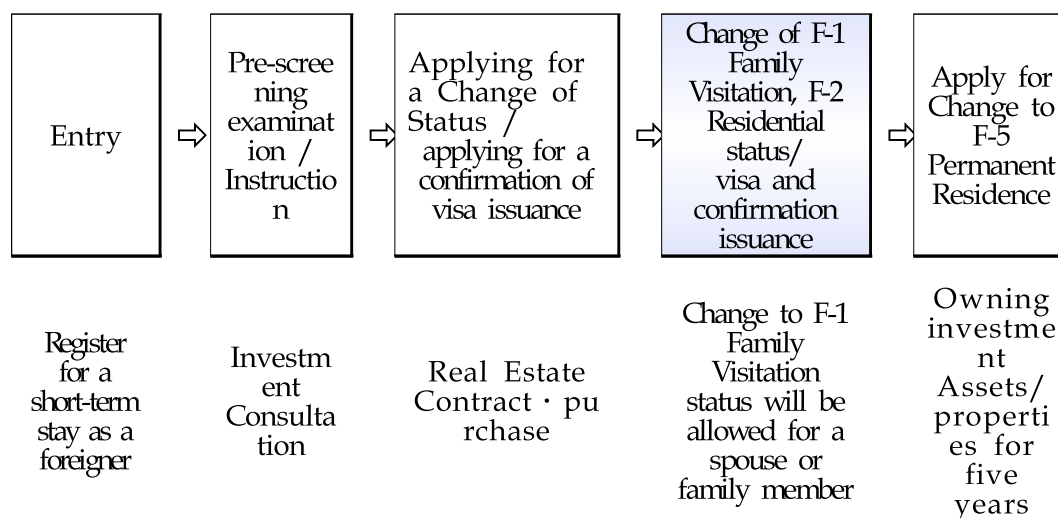 Entry
Pre-scree
ning
examinat
ion /
Instructio
n
Applying for
a Change of
Status /
applying for a
confirmation of
visa issuance
Change of F-1
Family
Visitation, F-2
Residential
status/
visa and
confirmation
issuance
Apply for
Change to
F-5
Permanent
Residence
Register
for a
short-term
stay as a
foreigner
Investm
ent
Consulta
tion
Real Estate
Contract · pu
rchase
Change to F-1
Family
Visitation
status will be
allowed for a
spouse or
family member
Owning
investme
nt
Assets/
properti
es for
five
years